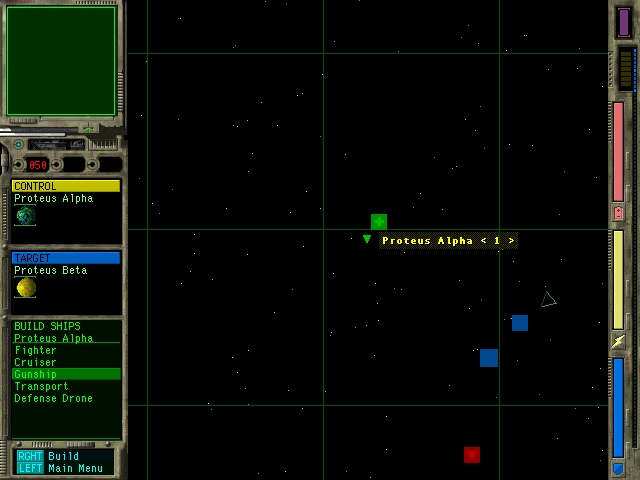 050
CONTROL
Proteus Alpha
TARGET
Proteus Beta
BUILD SHIPS
Proteus Alpha
Fighter
Cruiser
Gunship
Transport
Defense Drone
RGHT Build
LEFT Main Menu
Proteus Alpha < 1 >